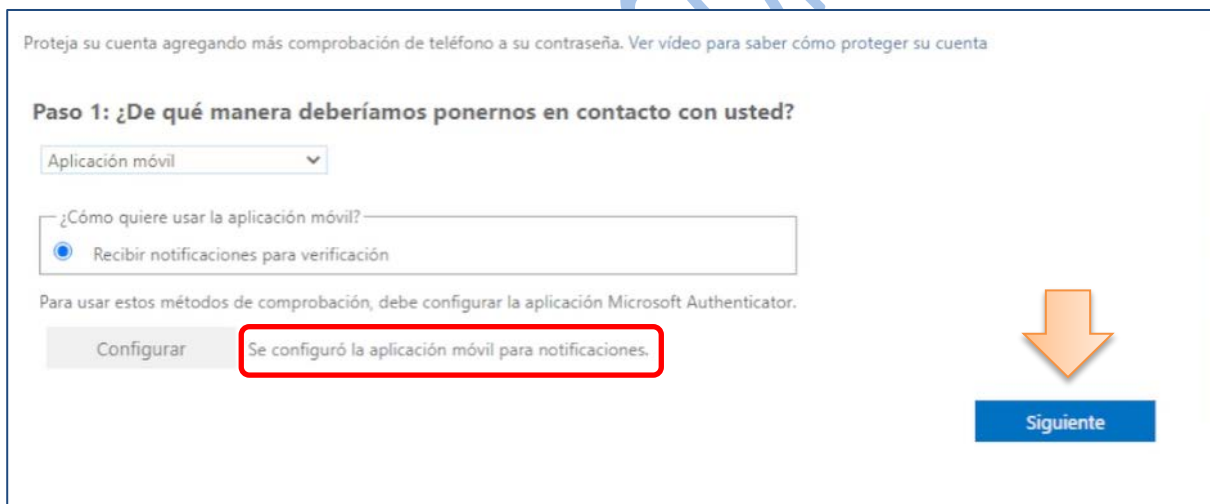 Proteja su cuenta agregando más comprobación de teléfono a su contraseña. Ver vídeo para saber cómo proteger su cuenta
Paso 1: ¿De qué manera deberíamos ponernos en contacto con usted?
Aplicación móvil
¿Cómo quiere usar la aplicación móvil?
Recibir notificaciones para verificación
Para usar estos métodos de comprobación, debe configurar la aplicación Microsoft Authenticator.
Configurar Se configuró la aplicación móvil para notificaciones.
Siguiente